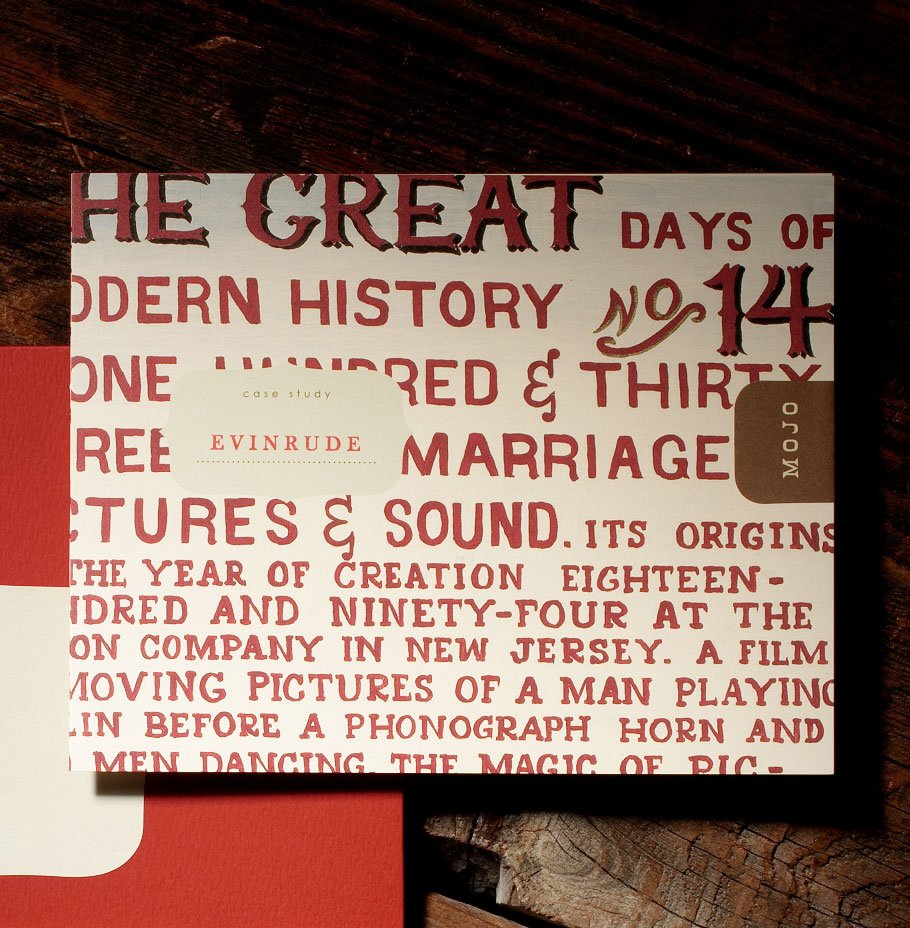 HE GREAT DAYS OF
ODERN HISTORY NO. 14
ONE HUNDRED & THIRTY
REE MARRIAGE
case study
EVINRUDE
MOJO
CTURES & SOUND. ITS ORIGINS
THE YEAR OF CREATION EIGHTEEN-
NDRED AND NINETY-FOUR AT THE
ON COMPANY IN NEW JERSEY. A FILM
MOVING PICTURES OF A MAN PLAYING
LIN BEFORE A PHONOGRAPH HORN AND
MEN DANCING. THE MAGIC OF PIC-